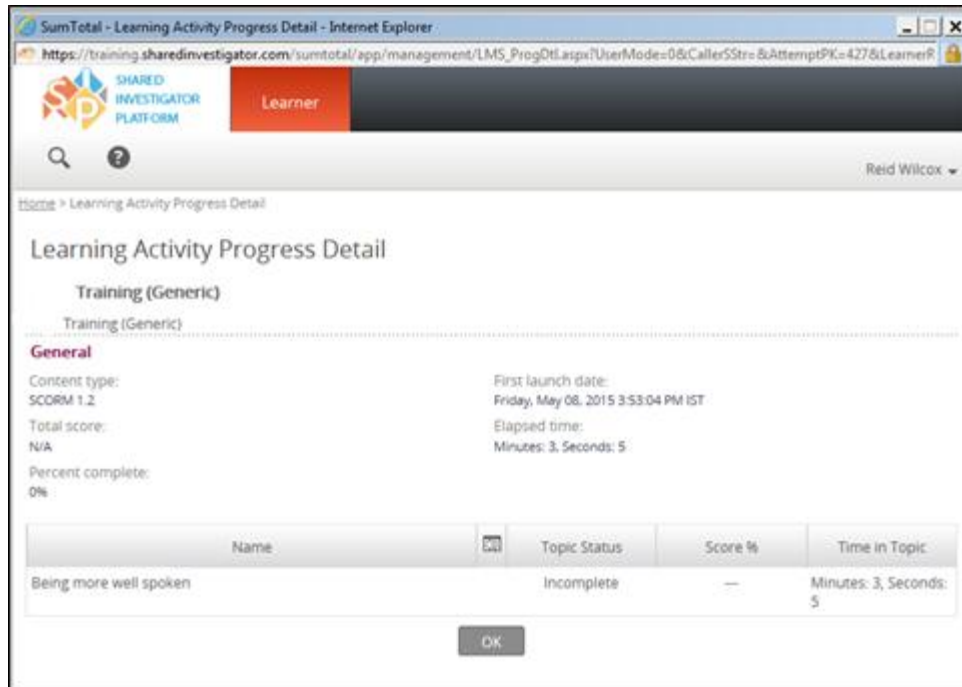 SumTotal - Learning Activity Progress Detail - Internet Explorer
https://training.sharedinvestigator.com/sumtotal/app/management/LMS_ProgDtl.aspx?UserMode=0&CallerSStr=&AttemptPK=427&LearnerR
SHARED
INVESTIGATOR
PLATFORM
Learner
Reid Wilcox
Home > Learning Activity Progress Detail
Learning Activity Progress Detail
Training (Generic)
Training (Generic)
General
Content type: First launch date:
SCORM 1.2 Friday, May 08, 2015 3:53:04 PM IST
Total score: Elapsed time:
N/A Minutes: 3, Seconds: 5
Percent complete:
0%
Name Topic Status Score % Time in Topic
Being more well spoken Incomplete — Minutes: 3, Seconds:
5
OK